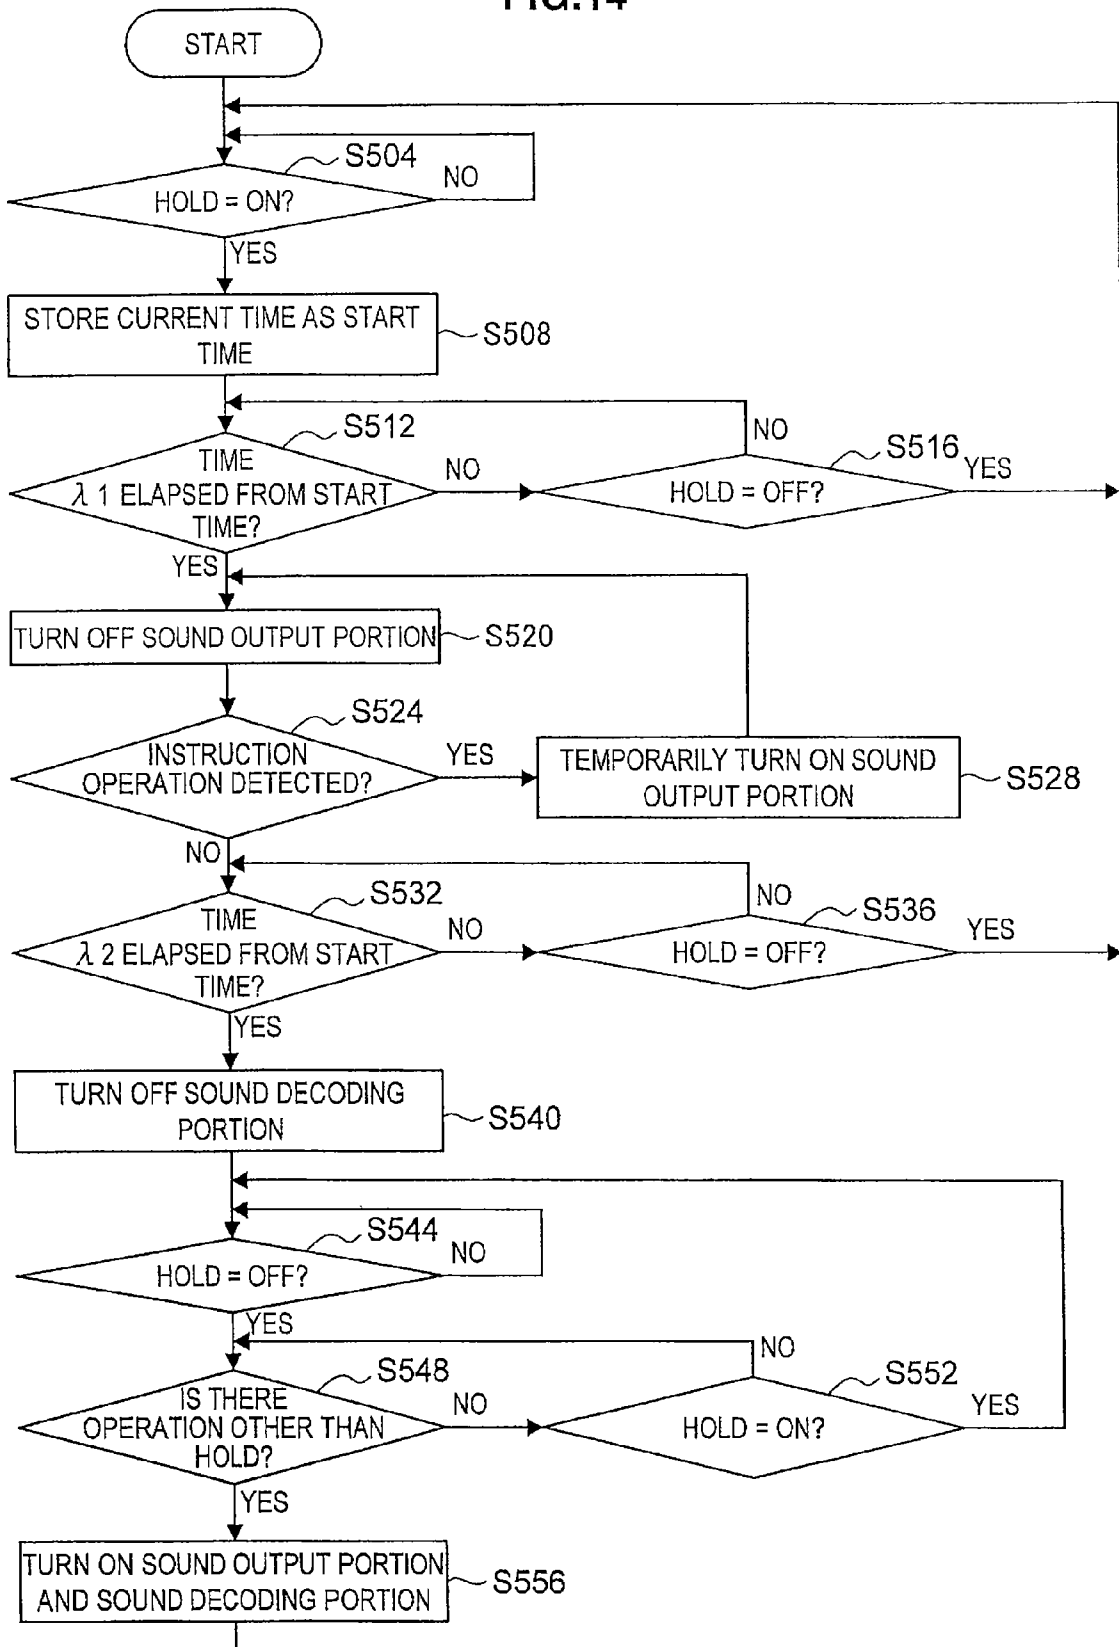 FIG.14
START
S504
HOLD = ON?
NO
YES
STORE CURRENT TIME AS START
TIME
S508
S512
TIME
λ 1 ELAPSED FROM START
TIME?
NO
YES
NO
S516
HOLD = OFF?
YES
TURN OFF SOUND OUTPUT PORTION
S520
S524
INSTRUCTION
OPERATION DETECTED?
YES
NO
TEMPORARILY TURN ON SOUND
OUTPUT PORTION
S528
S532
TIME
λ 2 ELAPSED FROM START
TIME?
NO
YES
NO
S536
HOLD = OFF?
YES
TURN OFF SOUND DECODING
PORTION
S540
S544
HOLD = OFF?
NO
YES
S548
IS THERE
OPERATION OTHER THAN
HOLD?
NO
YES
NO
S552
HOLD = ON?
YES
TURN ON SOUND OUTPUT PORTION
AND SOUND DECODING PORTION
S556